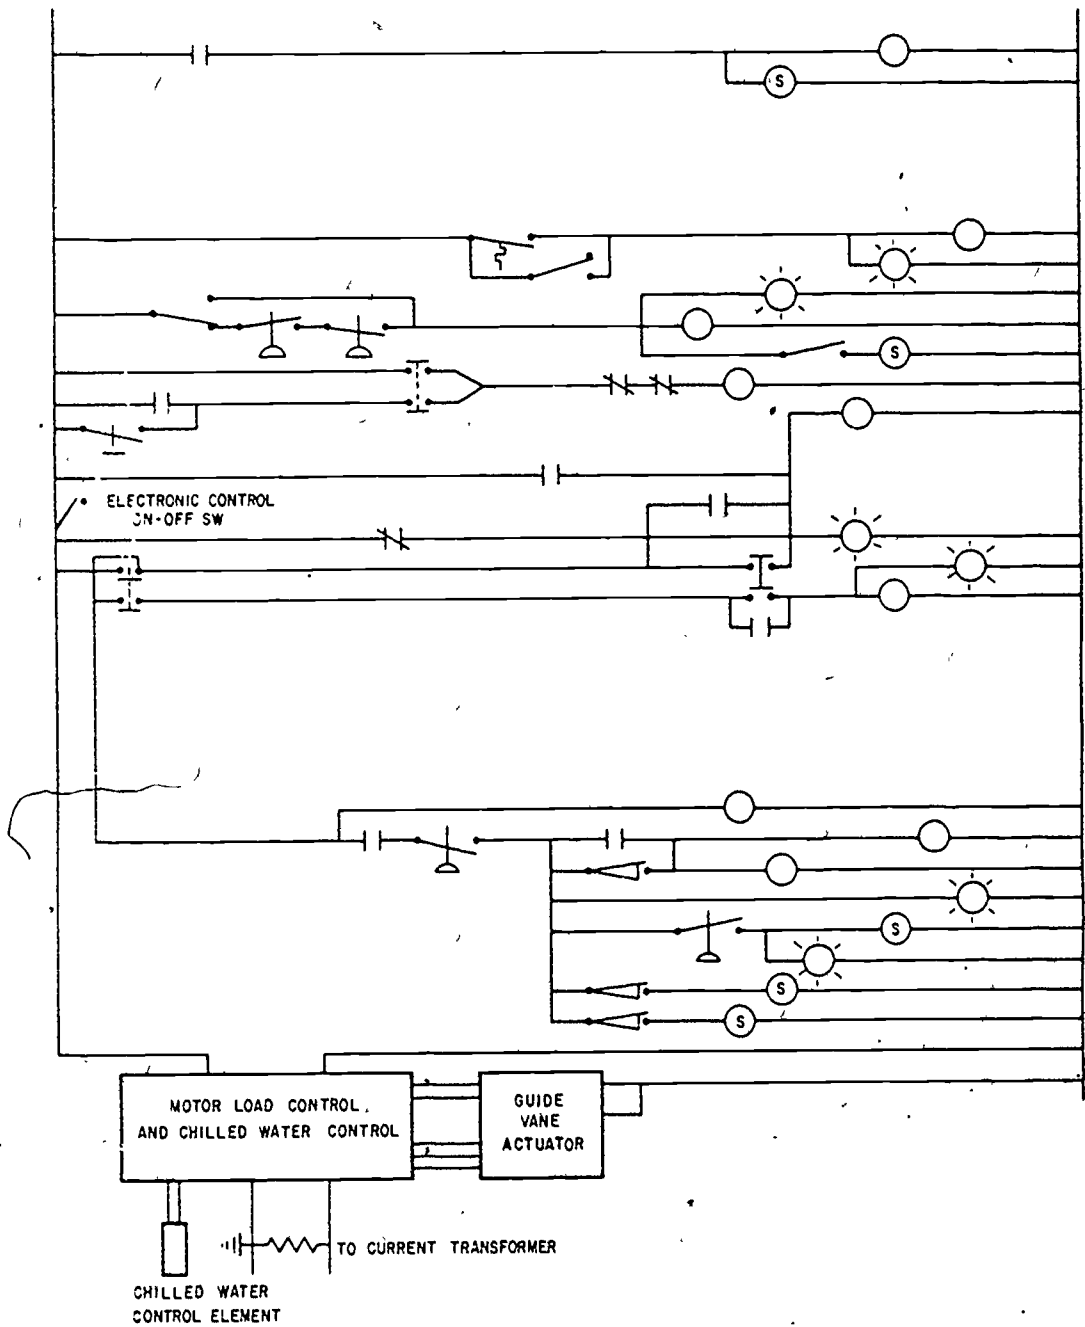 S
S
ELECTRONIC CONTROL
ON-OFF SW
S
S
S
MOTOR LOAD CONTROL,
AND CHILLED WATER CONTROL
GUIDE
VANE
ACTUATOR
TO CURRENT TRANSFORMER
CHILLED WATER
CONTROL ELEMENT